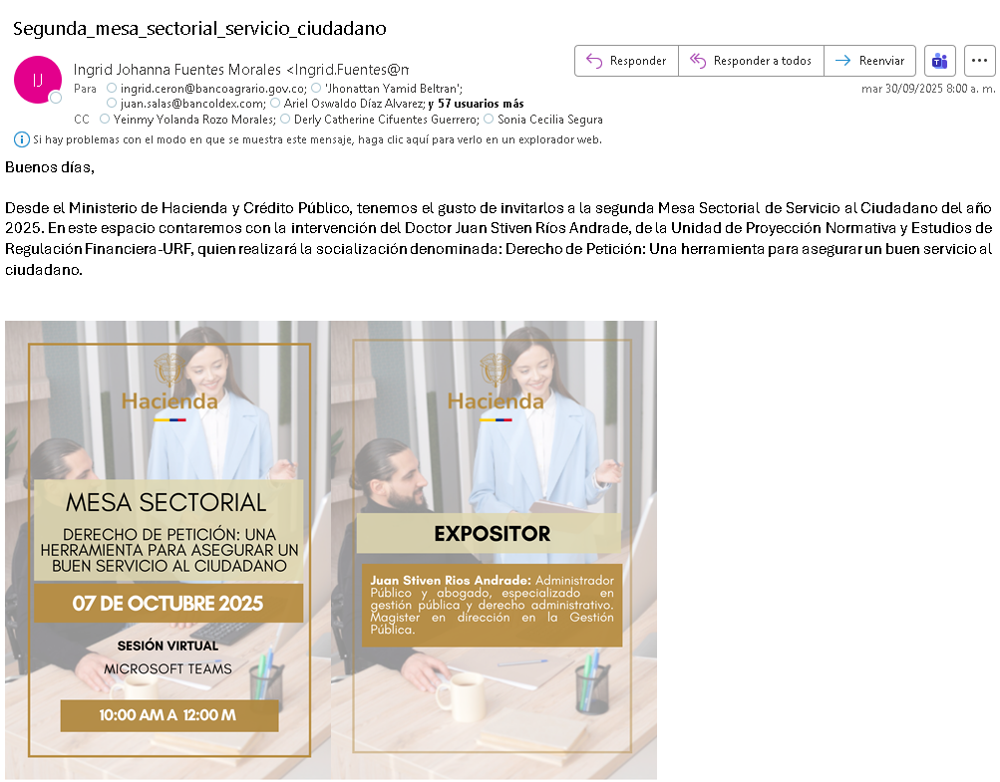 Segunda_mesa_sectorial_servicio_ciudadano
IJ
Ingrid Johanna Fuentes Morales <Ingrid.Fuentes@m
Responder
Responder a todos
Reenviar
Para ingrid.ceron@bancoagrario.gov.co; 'Jhonattan Yamid Beltran';
juan.salas@bancoldex.com; Ariel Oswaldo Díaz Alvarez; y 57 usuarios más
mar 30/09/2025 8:00 a. m.
CC Yeinmy Yolanda Rozo Morales; Derly Catherine Cifuentes Guerrero; Sonia Cecilia Segura
Si hay problemas con el modo en que se muestra este mensaje, haga clic aquí para verlo en un explorador web.
Buenos días,
Desde el Ministerio de Hacienda y Crédito Público, tenemos el gusto de invitarlos a la segunda Mesa Sectorial de Servicio al Ciudadano del año
2025. En este espacio contaremos con la intervención del Doctor Juan Stiven Ríos Andrade, de la Unidad de Proyección Normativa y Estudios de
Regulación Financiera-URF, quien realizará la socialización denominada: Derecho de Petición: Una herramienta para asegurar un buen servicio al
ciudadano.
Hacienda
MESA SECTORIAL
DERECHO DE PETICIÓN: UNA
HERRAMIENTA PARA ASEGURAR UN
BUEN SERVICIO AL CIUDADANO
07 DE OCTUBRE 2025
SESIÓN VIRTUAL
MICROSOFT TEAMS
10:00 AM A 12:00 M
Hacienda
EXPOSITOR
Juan Stiven Rios Andrade: Administrador
Público y abogado, especializado en
gestión pública y derecho administrativo.
Magister en dirección en la Gestión
Pública.